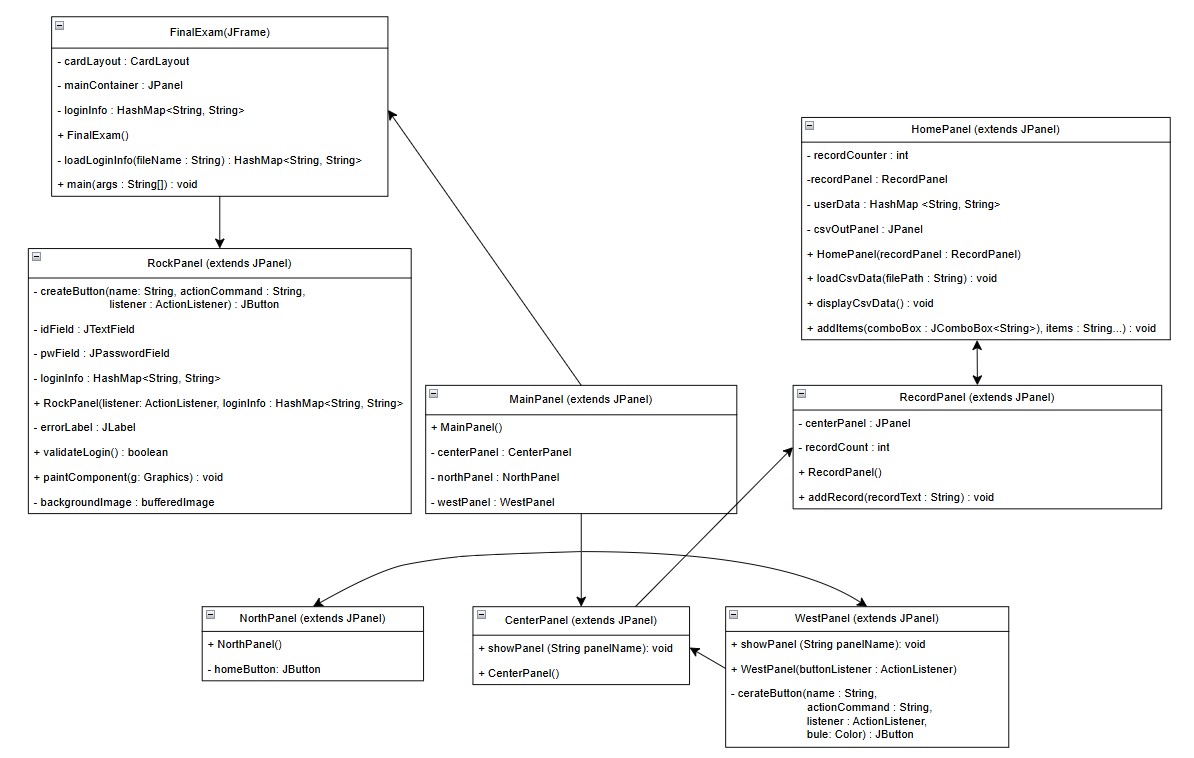 FinalExam(JFrame)
- cardLayout : CardLayout
- mainContainer : JPanel
- loginInfo : HashMap<String, String>
+ FinalExam()
- loadLoginInfo(fileName : String) : HashMap<String, String>
+ main(args : String[]) : void
HomePanel (extends JPanel)
- recordCounter : int
-recordPanel : RecordPanel
- userData : HashMap <String, String>
- csvOutPanel : JPanel
+ HomePanel(recordPanel : RecordPanel)
+ loadCsvData(filePath : String) : void
+ displayCsvData() : void
+ addItems(comboBox : JComboBox<String>), items : String...) : void
RockPanel (extends JPanel)
- createButton(name: String, actionCommand : String,
listener : ActionListener) : JButton
- idField : JTextField
- pwField : JPasswordField
- loginInfo : HashMap<String, String>
+ RockPanel(listener: ActionListener, loginInfo : HashMap<String, String>
- errorLabel : JLabel
+ validateLogin() : boolean
+ paintComponent(g: Graphics) : void
- backgroundImage : bufferedImage
MainPanel (extends JPanel)
+ MainPanel()
- centerPanel : CenterPanel
- northPanel : NorthPanel
- westPanel : WestPanel
RecordPanel (extends JPanel)
- centerPanel : JPanel
- recordCount : int
+ RecordPanel()
+ addRecord(recordText : String) : void
NorthPanel (extends JPanel)
+ NorthPanel()
- homeButton: JButton
CenterPanel (extends JPanel)
+ showPanel (String panelName): void
+ CenterPanel()
WestPanel (extends JPanel)
+ showPanel (String panelName): void
+ WestPanel(buttonListener : ActionListener)
- cerateButton(name : String,
actionCommand : String,
listener : ActionListener,
bule: Color) : JButton